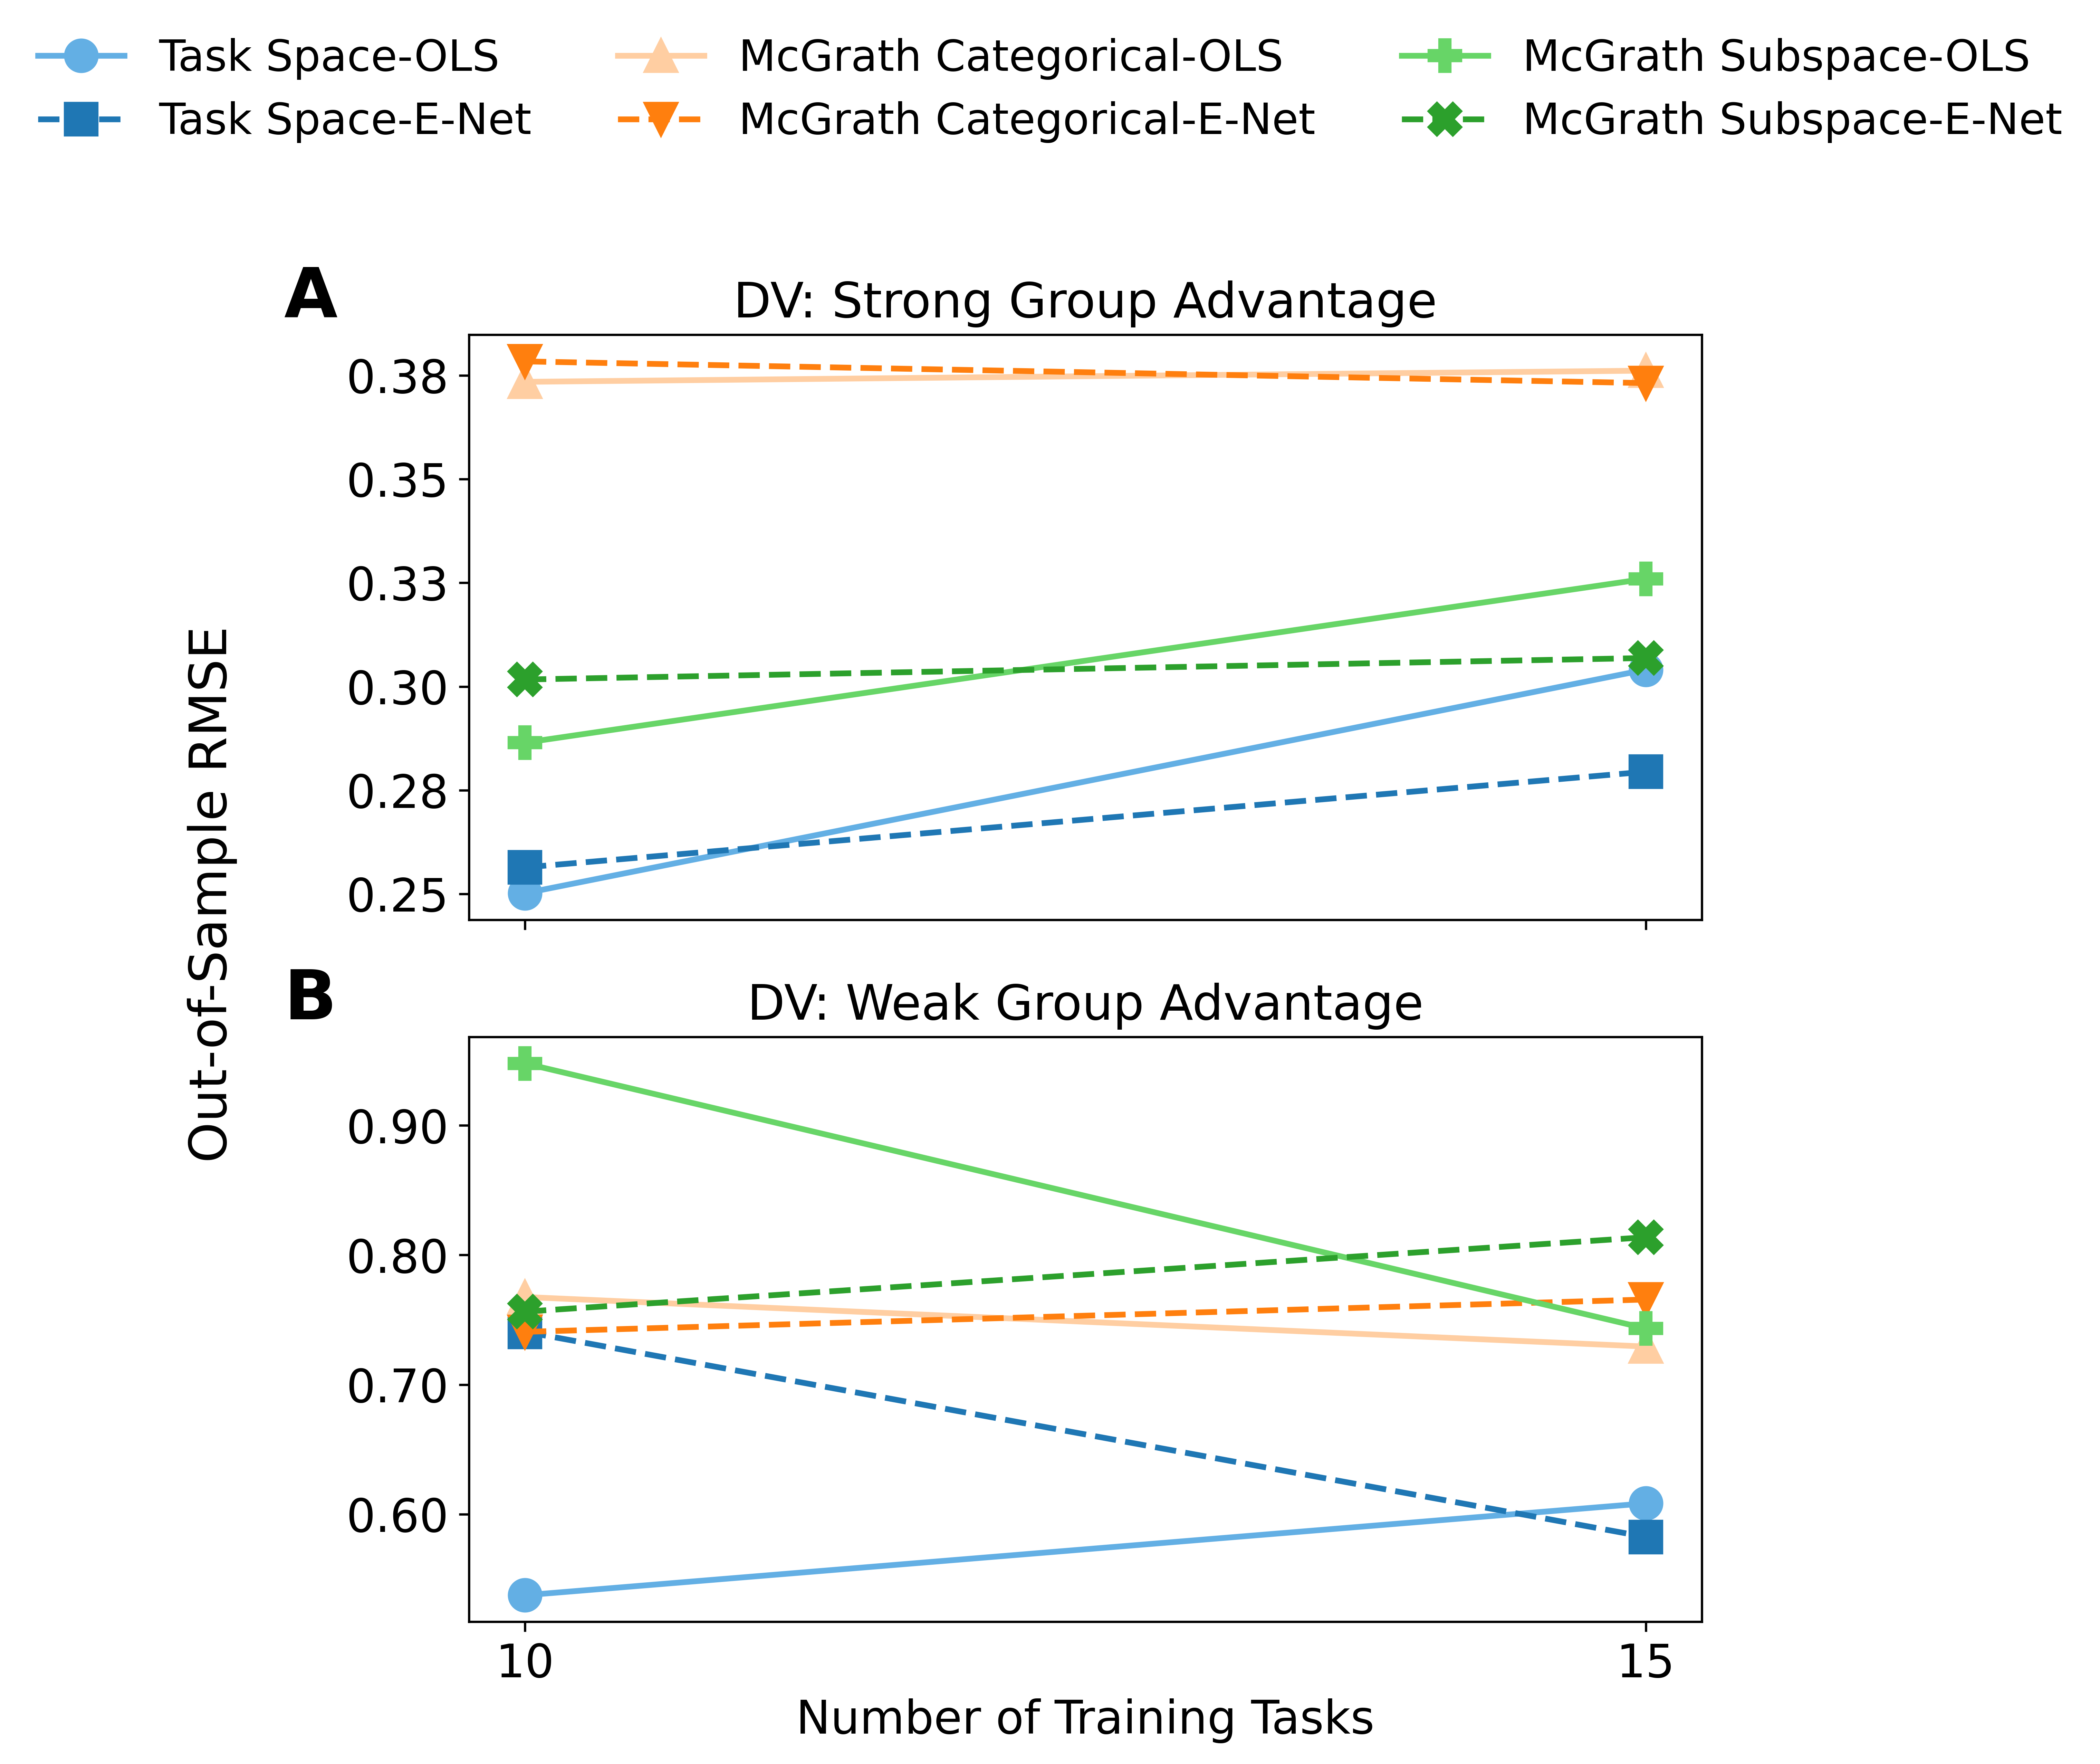 Task Space-OLS
McGrath Categorical-OLS
McGrath Subspace-OLS
Task Space-E-Net
McGrath Categorical-E-Net
McGrath Subspace-E-Net
A
DV: Strong Group Advantage
0.38
0.35
0.33
0.30
0.28
0.25
Out-of-Sample RMSE
B
DV: Weak Group Advantage
0.90
0.80
0.70
0.60
10
15
Number of Training Tasks